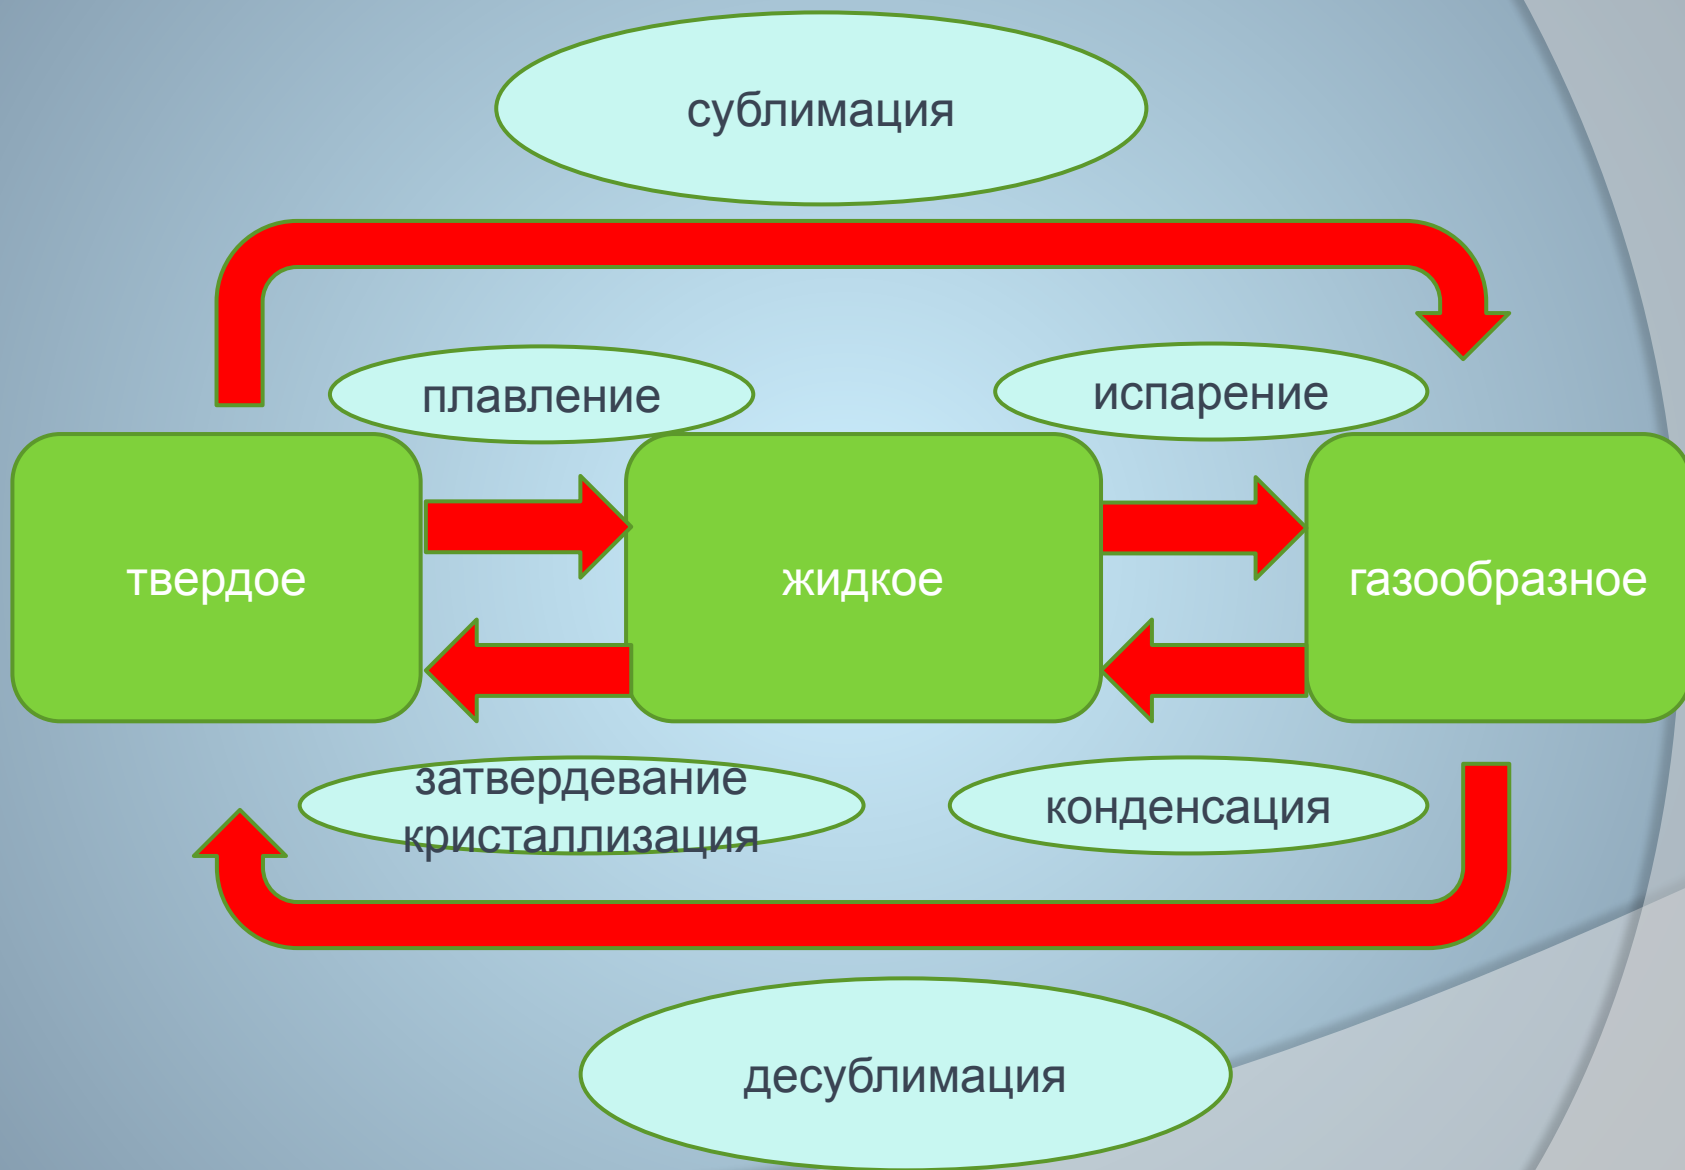 сублимация
плавление
испарение
твердое
жидкое
газообразное
затвердевание
кристаллизация
конденсация
десублимация